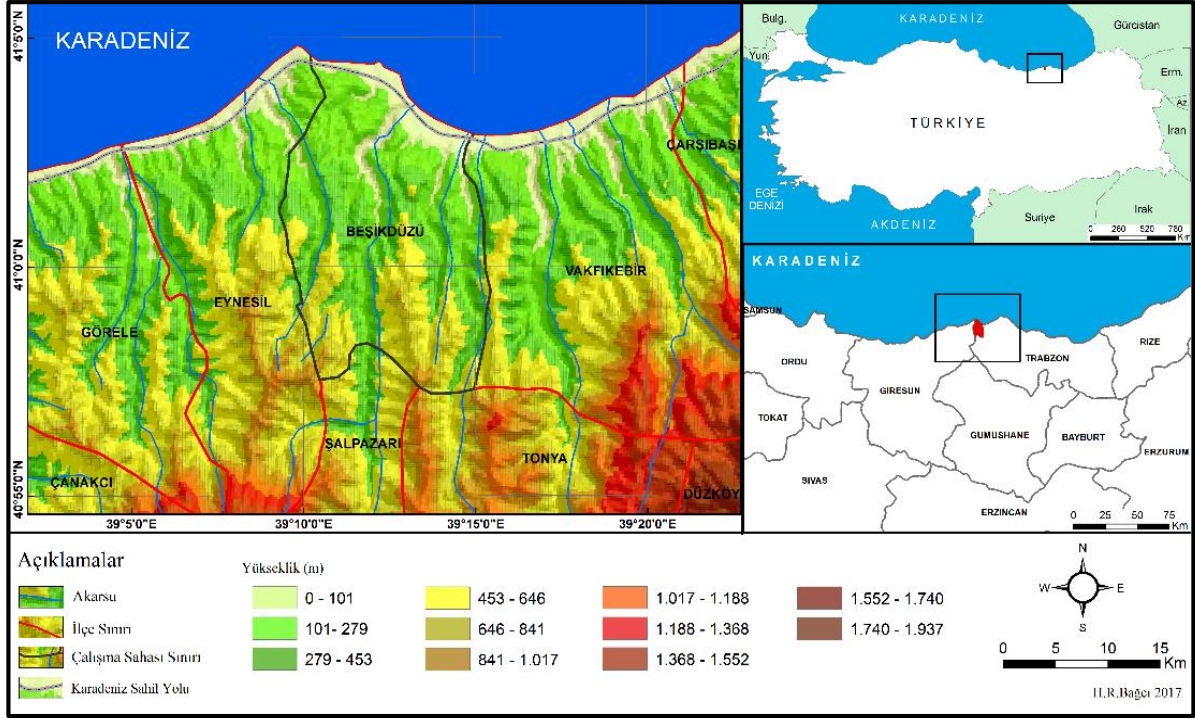 KARADENİZ
41°5'0"N
41°0'0"N
40°55'0"N
39°5'0"E
39°10'0"E
39°15'0"E
39°20'0"E
ÇARŞIBAŞI
BEŞİKDÜZÜ
VAKFIKEBİR
EYNESİL
GÖRELE
ŞALPAZARI
TONYA
ÇANAKCI
DÜZKÖY
Bulg.
KARADENİZ
Gürcistan
Yun.
Erm.
Az.
TÜRKİYE
İran
EGE
DENİZİ
AKDENİZ
Suriye
Irak
0 260 520 780
Km
KARADENİZ
SAMSUN
ORDU
TRABZON
RİZE
GİRESUN
TOKAT
GUMUSHANE
BAYBURT
ERZURUM
SIVAS
ERZİNCAN
0 25 50 75
Km
Açıklamalar
Akarsu
İlçe Sınırı
Çalışma Sahası Sınırı
Karadeniz Sahil Yolu
Yükseklik (m)
0 - 101
101- 279
279 - 453
453 - 646
646 - 841
841 - 1.017
1.017 - 1.188
1.188 - 1.368
1.368 - 1.552
1.552 - 1.740
1.740 - 1.937
N
W E
S
0 5 10 15
Km
H.R.Bağcı 2017